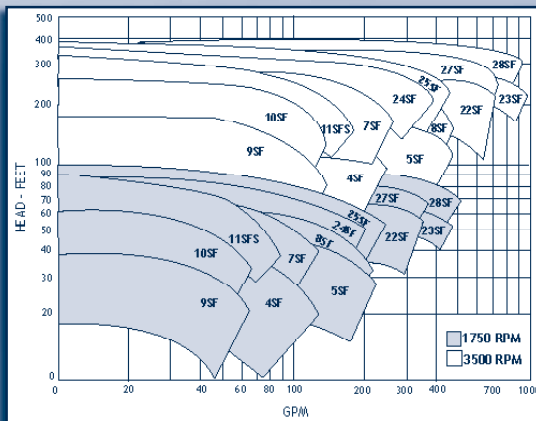 500
400
300
200
100
90
80
70
60
50
40
30
20
0
HEAD - FEET
28SF
27SF
25SF
24SF
22SF
23SF
10SF
11SFS
7SF
8SF
9SF
4SF
5SF
27SF
28SF
25SF
24SF
22SF
23SF
11SFS
8SF
10SF
7SF
9SF
4SF
5SF
1750 RPM
3500 RPM
0 20 40 60 80 100 200 300 400 700 1000
GPM